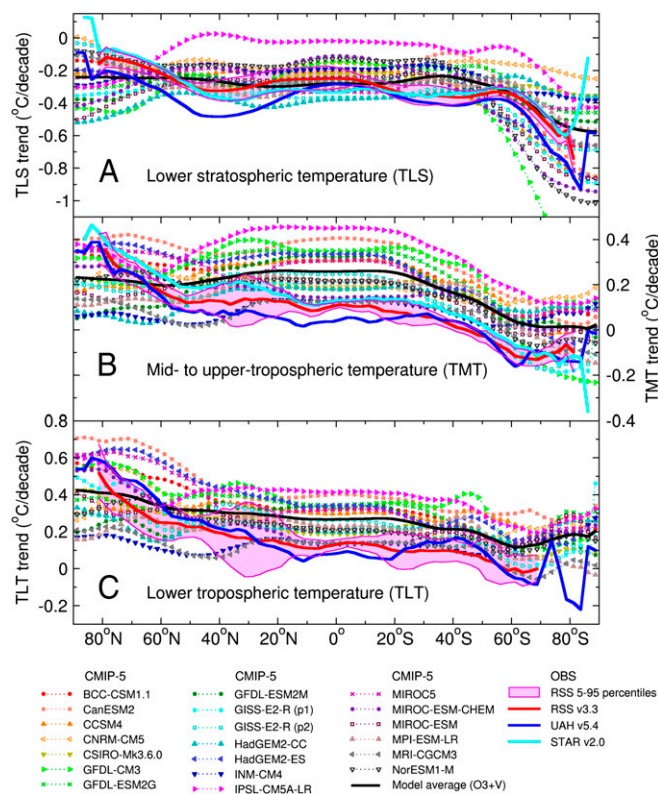 0
-0.2
-0.4
-0.6
-0.8
-1
TLS trend (°C/decade)
A Lower stratospheric temperature (TLS)
0.4
0.2
0
-0.2
-0.4
TMT trend (°C/decade)
TMT trend (°C/decade)
B Mid- to upper-tropospheric temperature (TMT)
0.8
0.6
0.4
0.2
0
-0.2
TLT trend (°C/decade)
C Lower tropospheric temperature (TLT)
80°N 60°N 40°N 20°N 0° 20°S 40°S 60°S 80°S
CMIP-5
BCC-CSM1.1
CanESM2
CCSM4
CNRM-CM5
CSIRO-Mk3.6.0
GFDL-CM3
GFDL-ESM2G
CMIP-5
GFDL-ESM2M
GISS-E2-R (p1)
GISS-E2-R (p2)
HadGEM2-CC
HadGEM2-ES
INM-CM4
IPSL-CM5A-LR
CMIP-5
MIROC5
MIROC-ESM-CHEM
MIROC-ESM
MPI-ESM-LR
MRI-CGCM3
NorESM1-M
Model average (O3+V)
OBS
RSS 5-95 percentiles
RSS v3.3
UAH v5.4
STAR v2.0